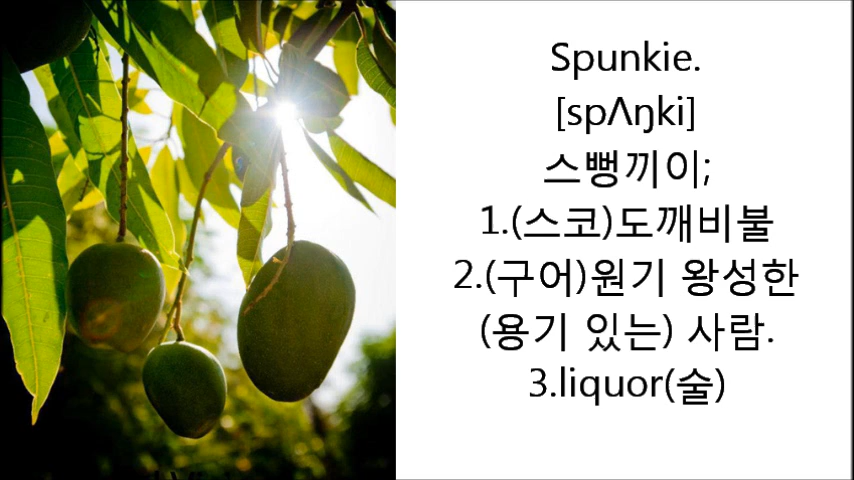 Spunkie.
[spΛŋki]
스뻥끼이;
1.(스코)도깨비불
2.(구어)원기 왕성한
(용기 있는) 사람.
3.liquor(술)